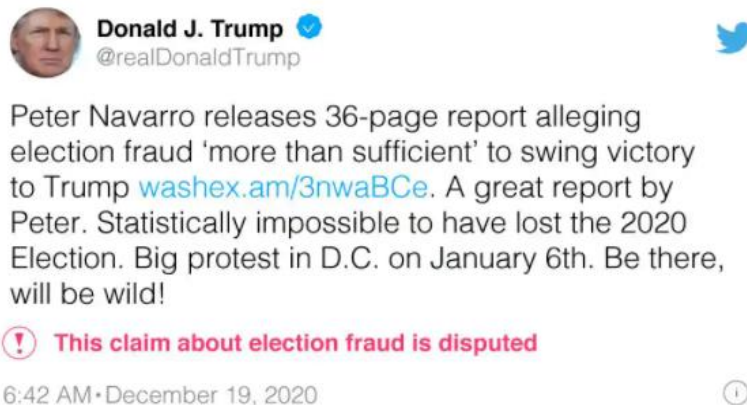 Donald J. Trump
@realDonaldTrump
Peter Navarro releases 36-page report alleging
election fraud ‘more than sufficient’ to swing victory
to Trump washex.am/3nwaBCe. A great report by
Peter. Statistically impossible to have lost the 2020
Election. Big protest in D.C. on January 6th. Be there,
will be wild!
This claim about election fraud is disputed
6:42 AM•December 19, 2020